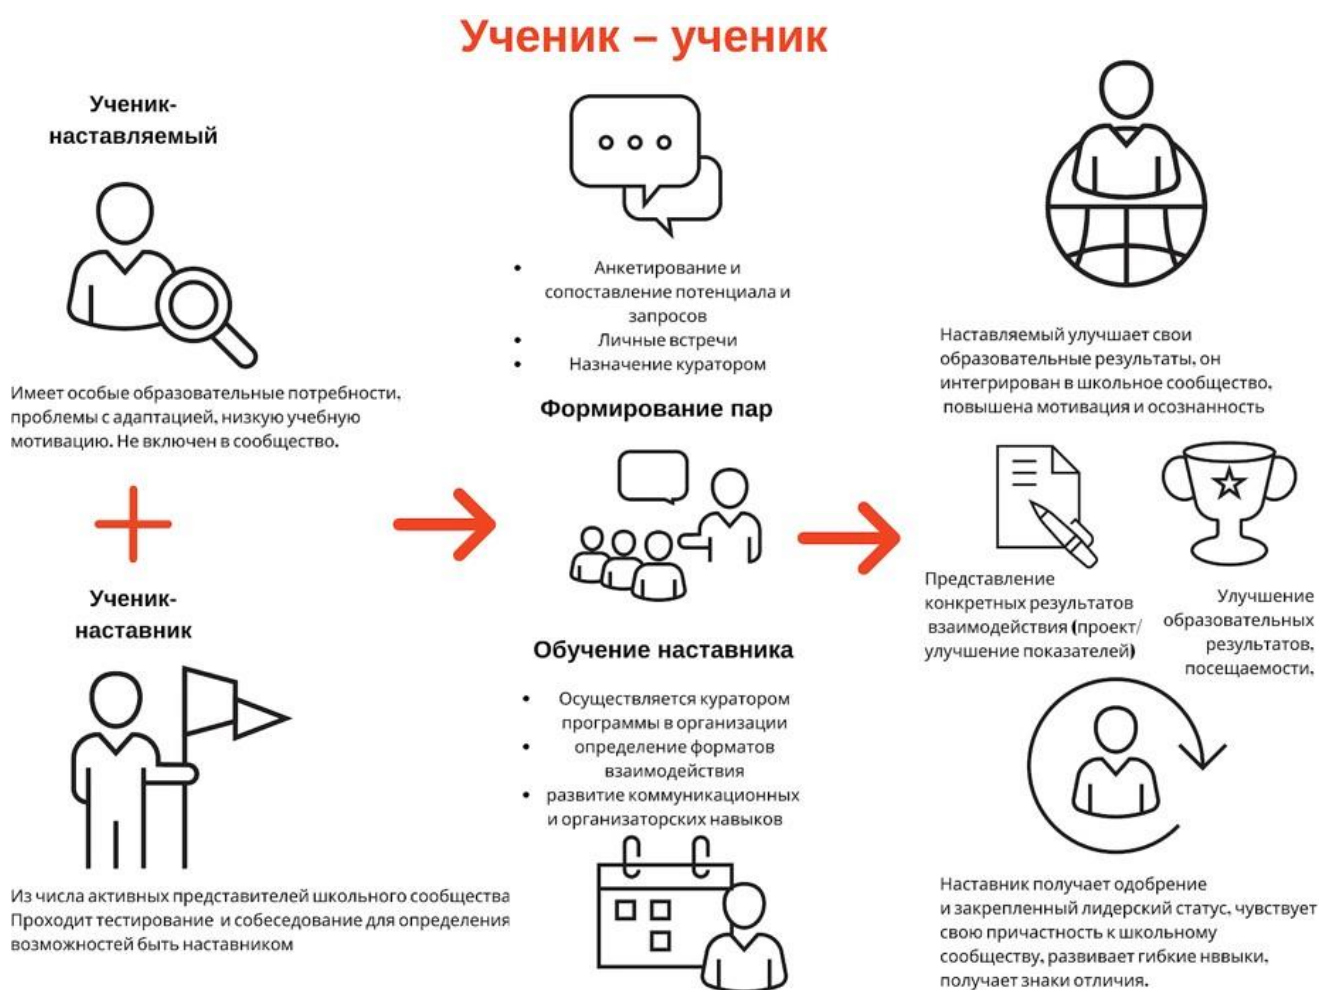 Ученик – ученик
Ученик-
наставляемый
Имеет особые образовательные потребности,
проблемы с адаптацией, низкую учебную
мотивацию. Не включен в сообщество.
Ученик-
наставник
Из числа активных представителей школьного сообщества
Проходит тестирование и собеседование для определения
возможностей быть наставником
• Анкетирование и
сопоставление потенциала и
запросов
• Личные встречи
• Назначение куратором
Формирование пар
Обучение наставника
• Осуществляется куратором
программы в организации
• определение форматов
взаимодействия
• развитие коммуникационных
и организаторских навыков
Наставляемый улучшает свои
образовательные результаты, он
интегрирован в школьное сообщество,
повышена мотивация и осознанность
Представление
конкретных результатов
взаимодействия (проект/
улучшение показателей)
Улучшение
образовательных
результатов,
посещаемости,
Наставник получает одобрение
и закрепленный лидерский статус, чувствует
свою причастность к школьному
сообществу, развивает гибкие нввыки,
получает знаки отличия.